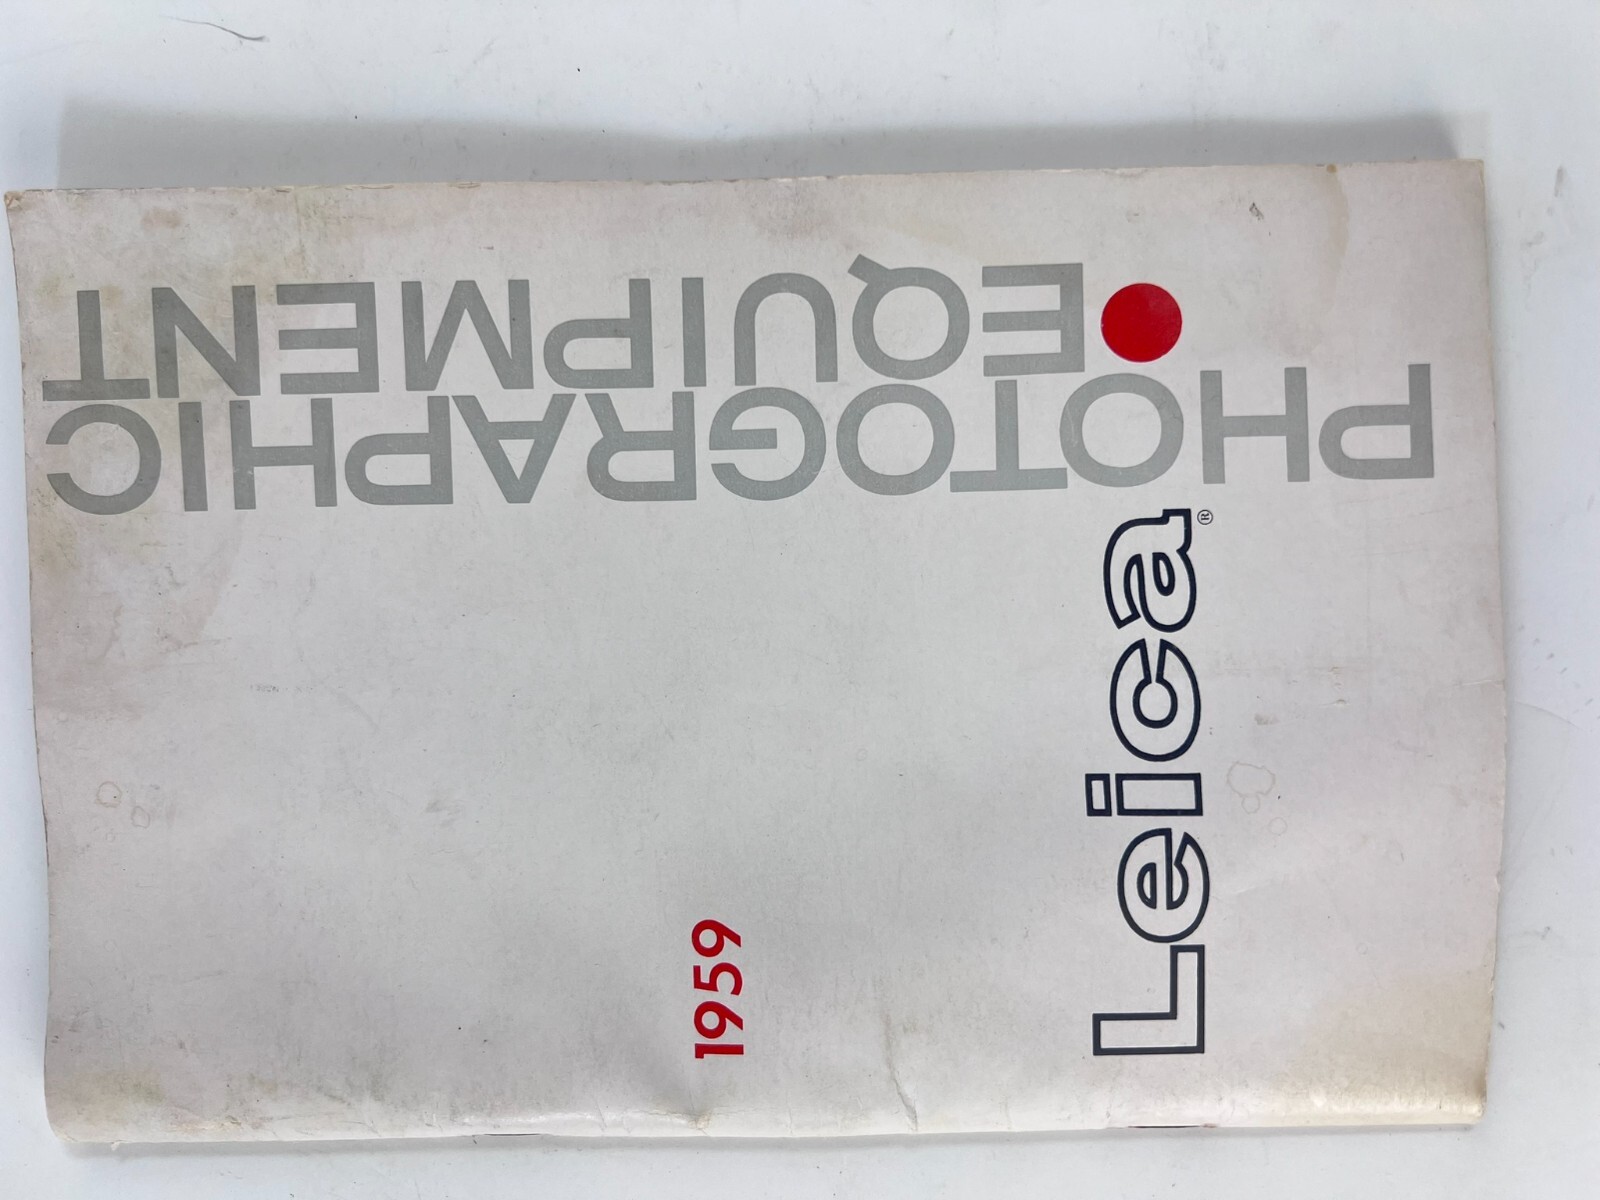 Leica®
PHOTOGRAPHIC
EQUIPMENT
1959